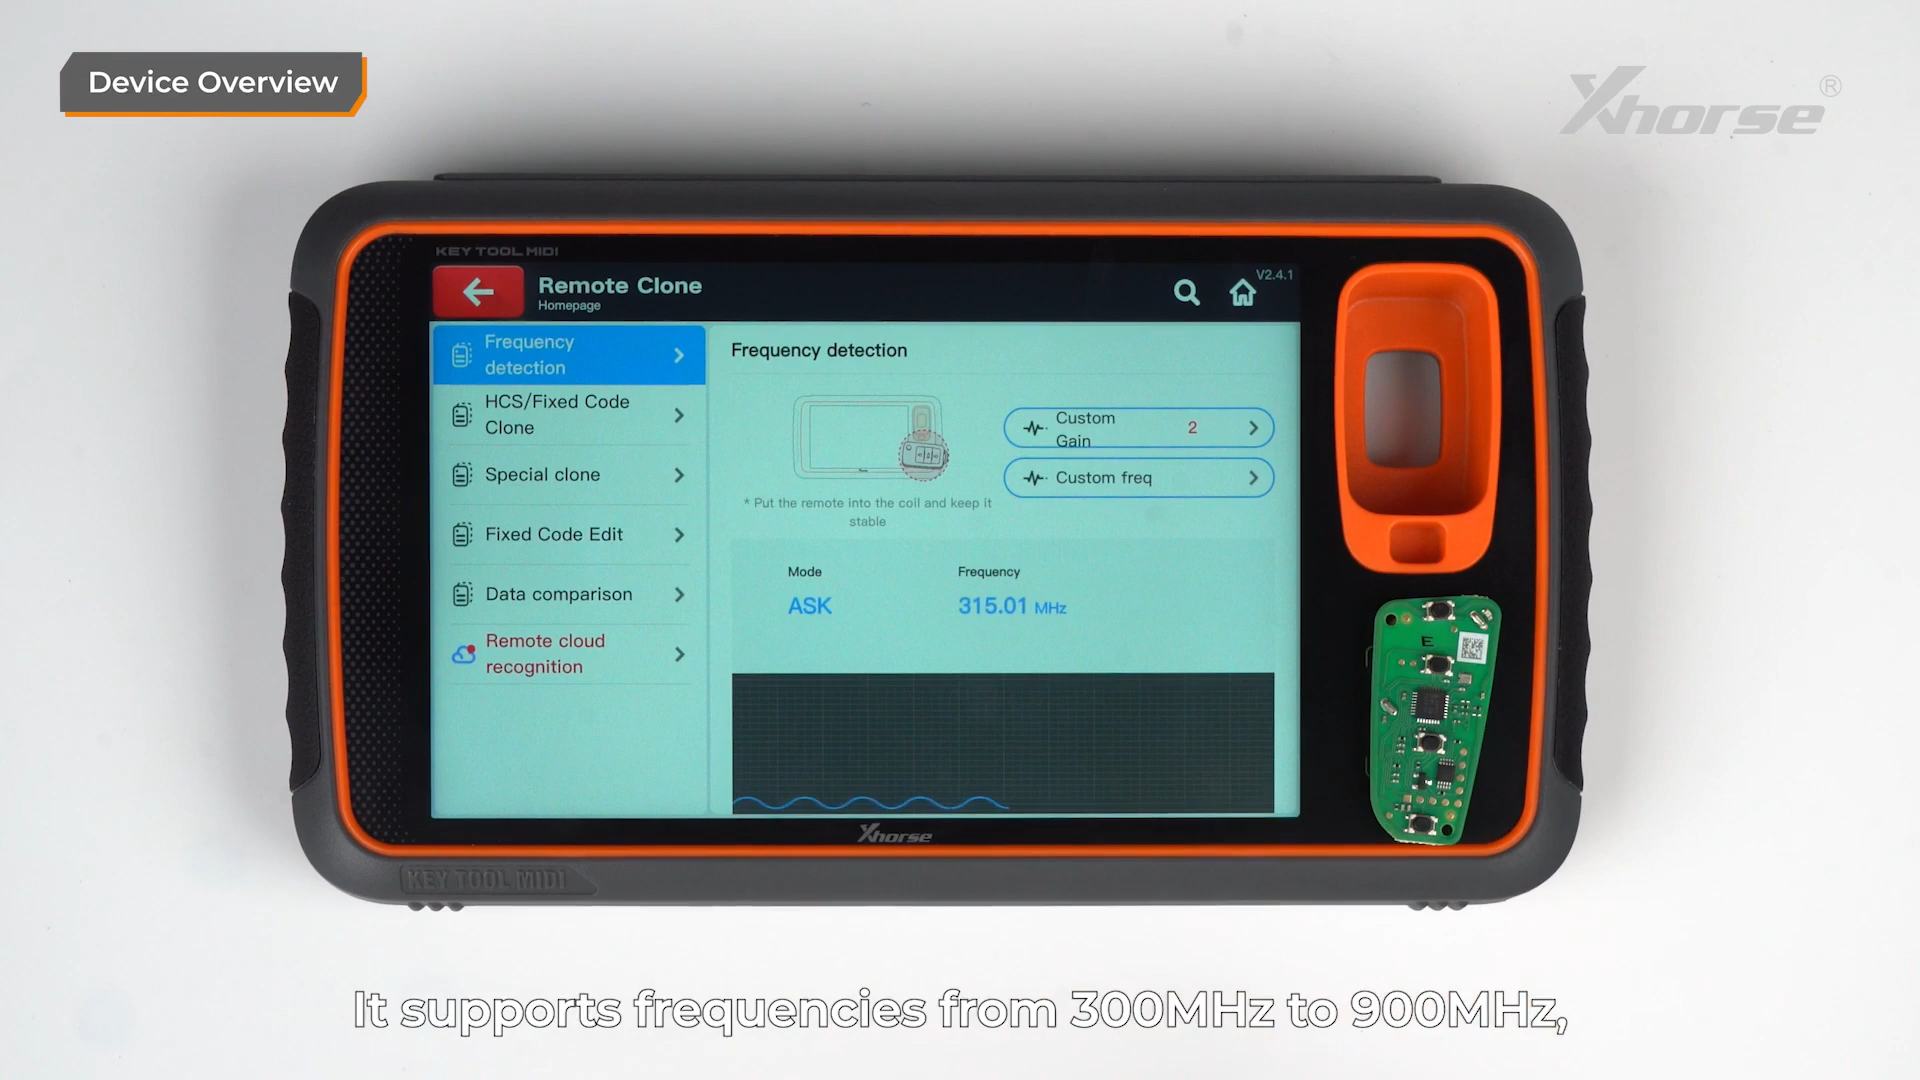 Device Overview
Xhorse®
KEY TOOL MIDI
Remote Clone
Homepage
V2.4.1
Frequency
detection
HCS/Fixed Code
Clone
Special clone
Fixed Code Edit
Data comparison
Remote cloud
recognition
Frequency detection
Custom
Gain
2
Custom freq
* Put the remote into the coil and keep it
stable
Mode
Frequency
ASK
315.01 MHz
E
Xhorse
KEY TOOL MIDI
It supports frequencies from 300MHz to 900MHz,